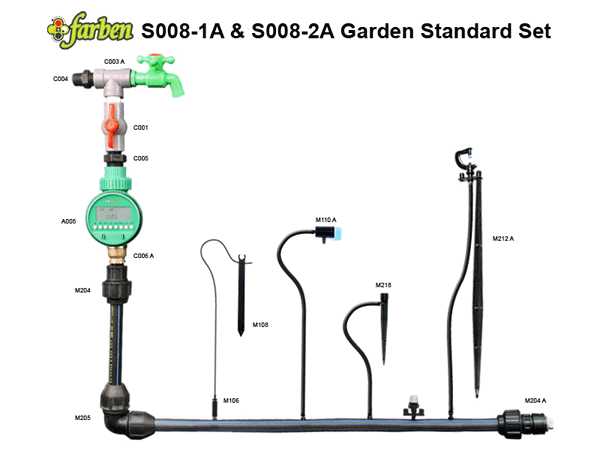 farben S008-1A & S008-2A Garden Standard Set
C003 A
C004
C001
C005
A005
C006 A
M204
M205
M106
M108
M110 A
M218
M212 A
M204 A